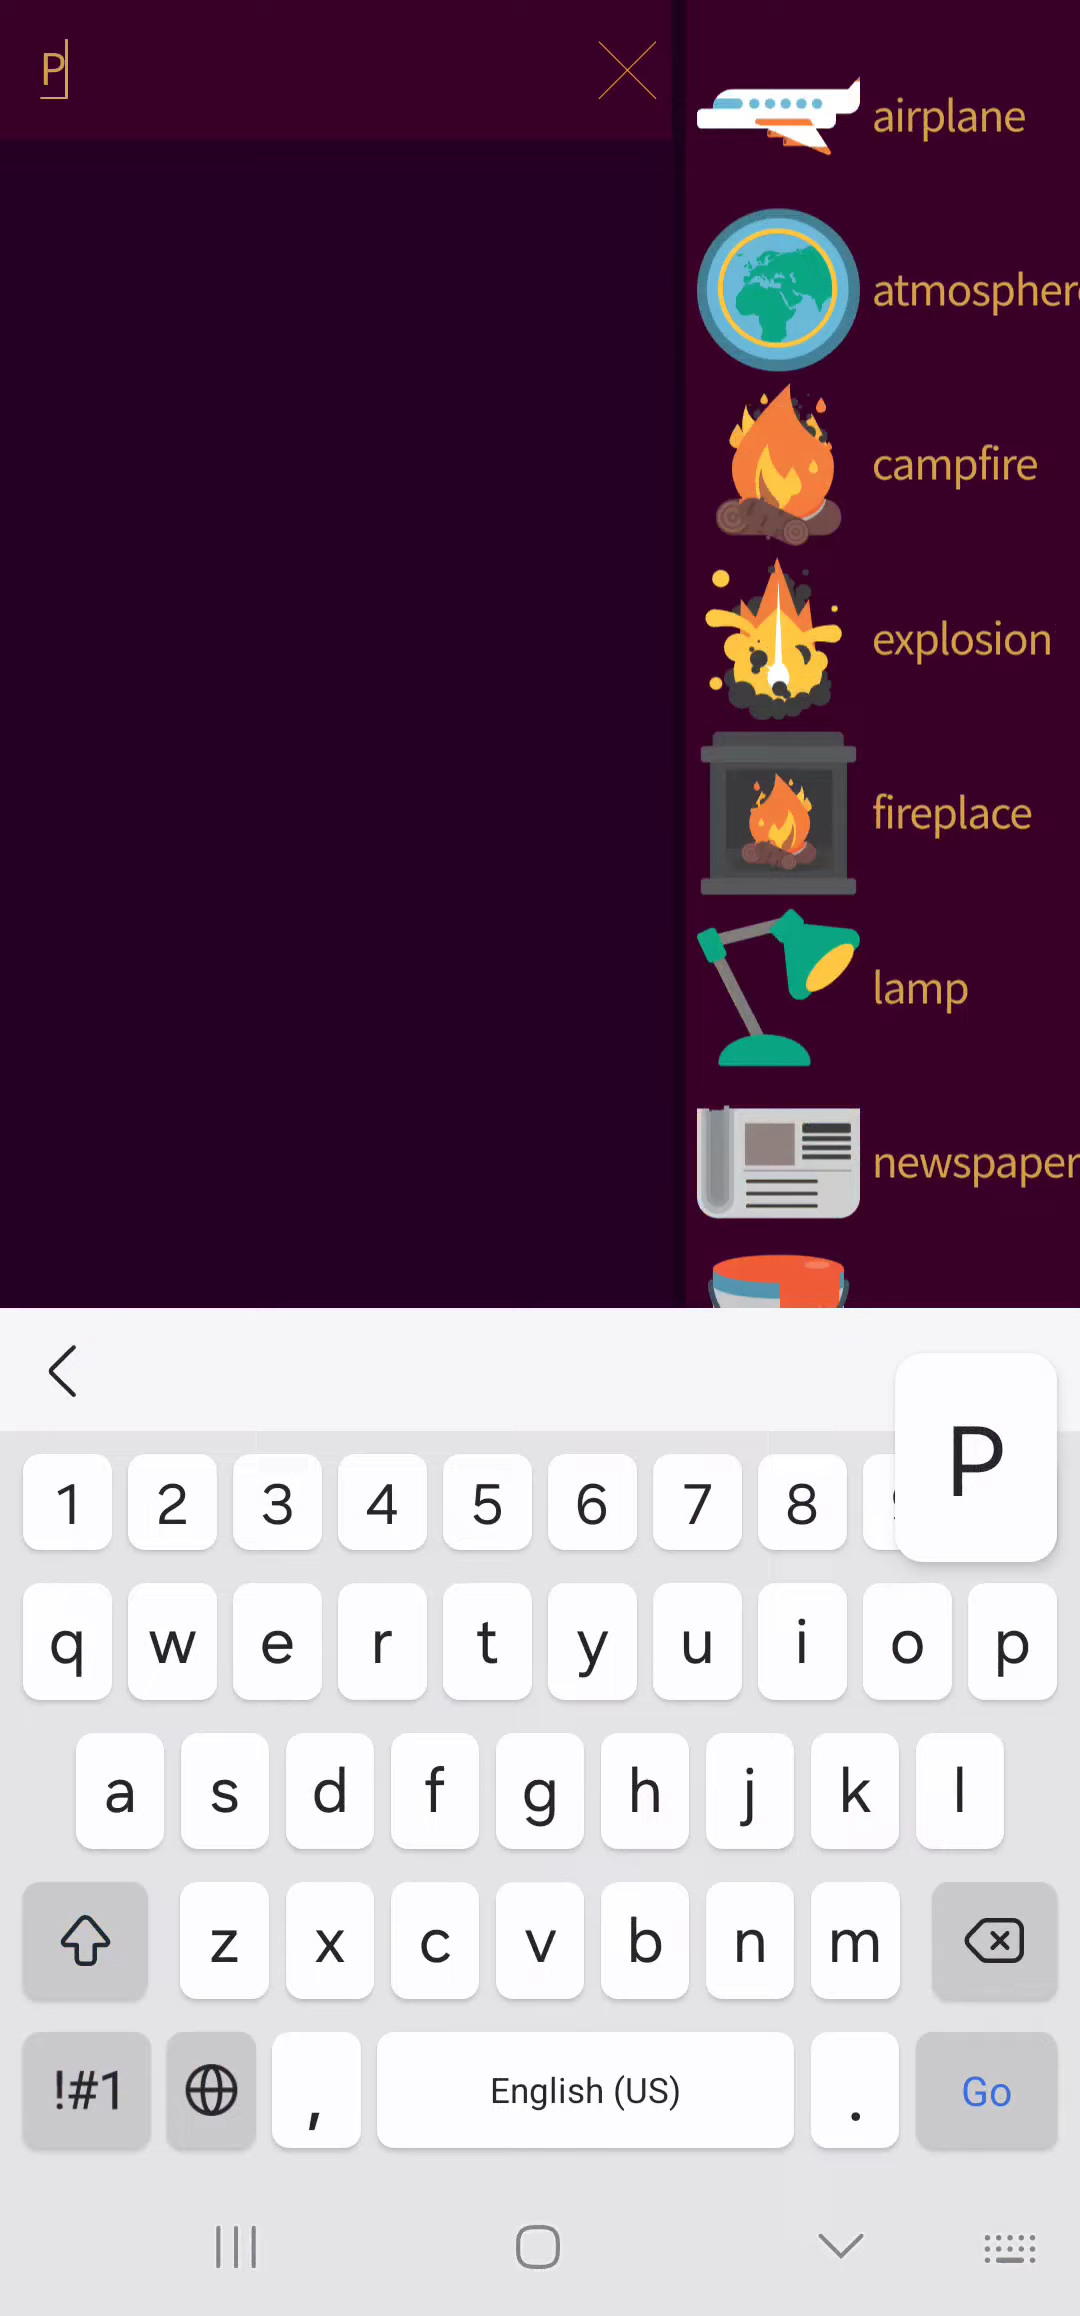 P
airplane
atmospher
campfire
explosion
fireplace
lamp
newspaper
P
1 2 3 4 5 6 7 8
q w e r t y u i o p
a s d f g h j k l
z x c v b n m
!#1 , English (US) . Go